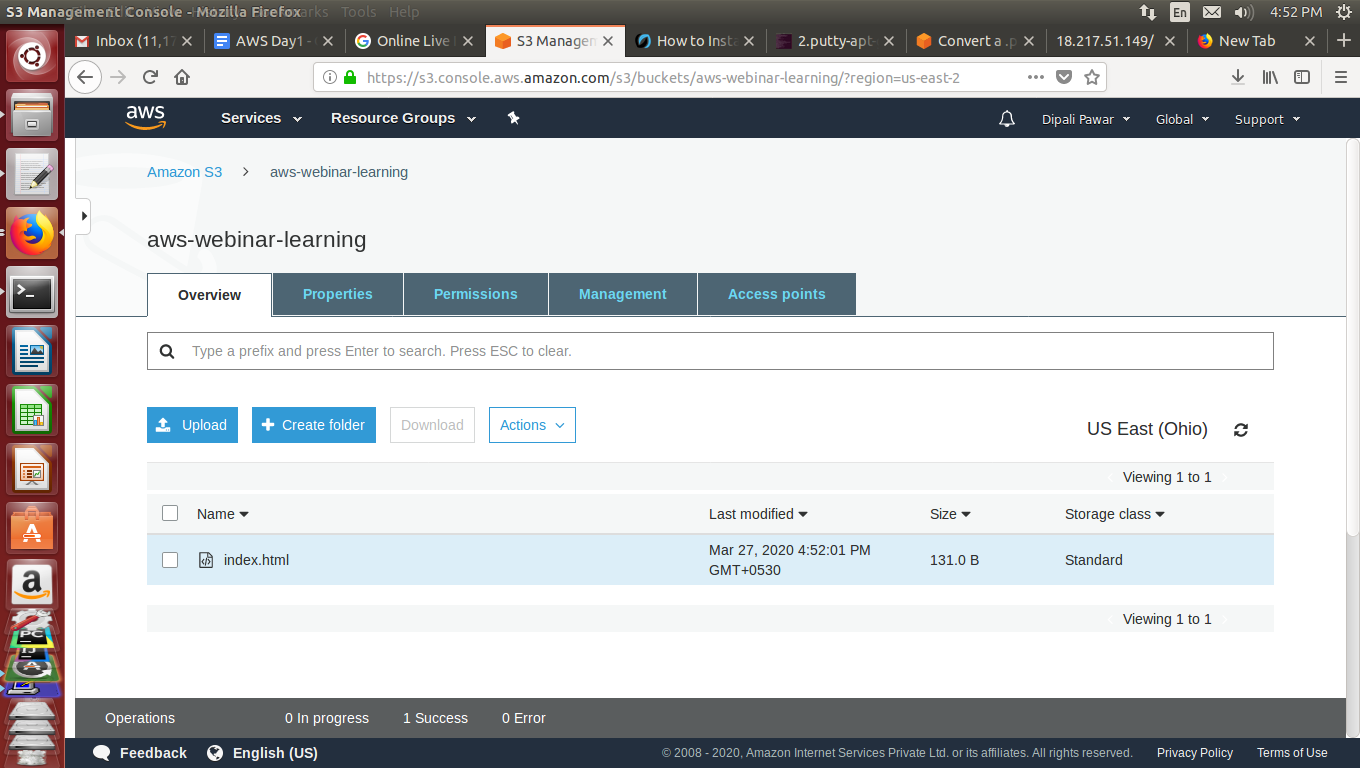 S3 Management Console - Mozilla Firefox
Tools Help
En
4:52 PM
Inbox (11,17
AWS Day1 -
Online Live
S3 Managem
How to Insta
2.putty-apt-
Convert a .p
18.217.51.149/
New Tab
https://s3.console.aws.amazon.com/s3/buckets/aws-webinar-learning/?region=us-east-2
aws
Services
Resource Groups
Dipali Pawar
Global
Support
Amazon S3 > aws-webinar-learning
aws-webinar-learning
Overview
Properties
Permissions
Management
Access points
Type a prefix and press Enter to search. Press ESC to clear.
Upload
Create folder
Download
Actions
US East (Ohio)
Viewing 1 to 1
Name
Last modified
Size
Storage class
index.html
Mar 27, 2020 4:52:01 PM
GMT+0530
131.0 B
Standard
Viewing 1 to 1
Operations
0 In progress
1 Success
0 Error
Feedback
English (US)
© 2008 - 2020, Amazon Internet Services Private Ltd. or its affiliates. All rights reserved.
Privacy Policy
Terms of Use